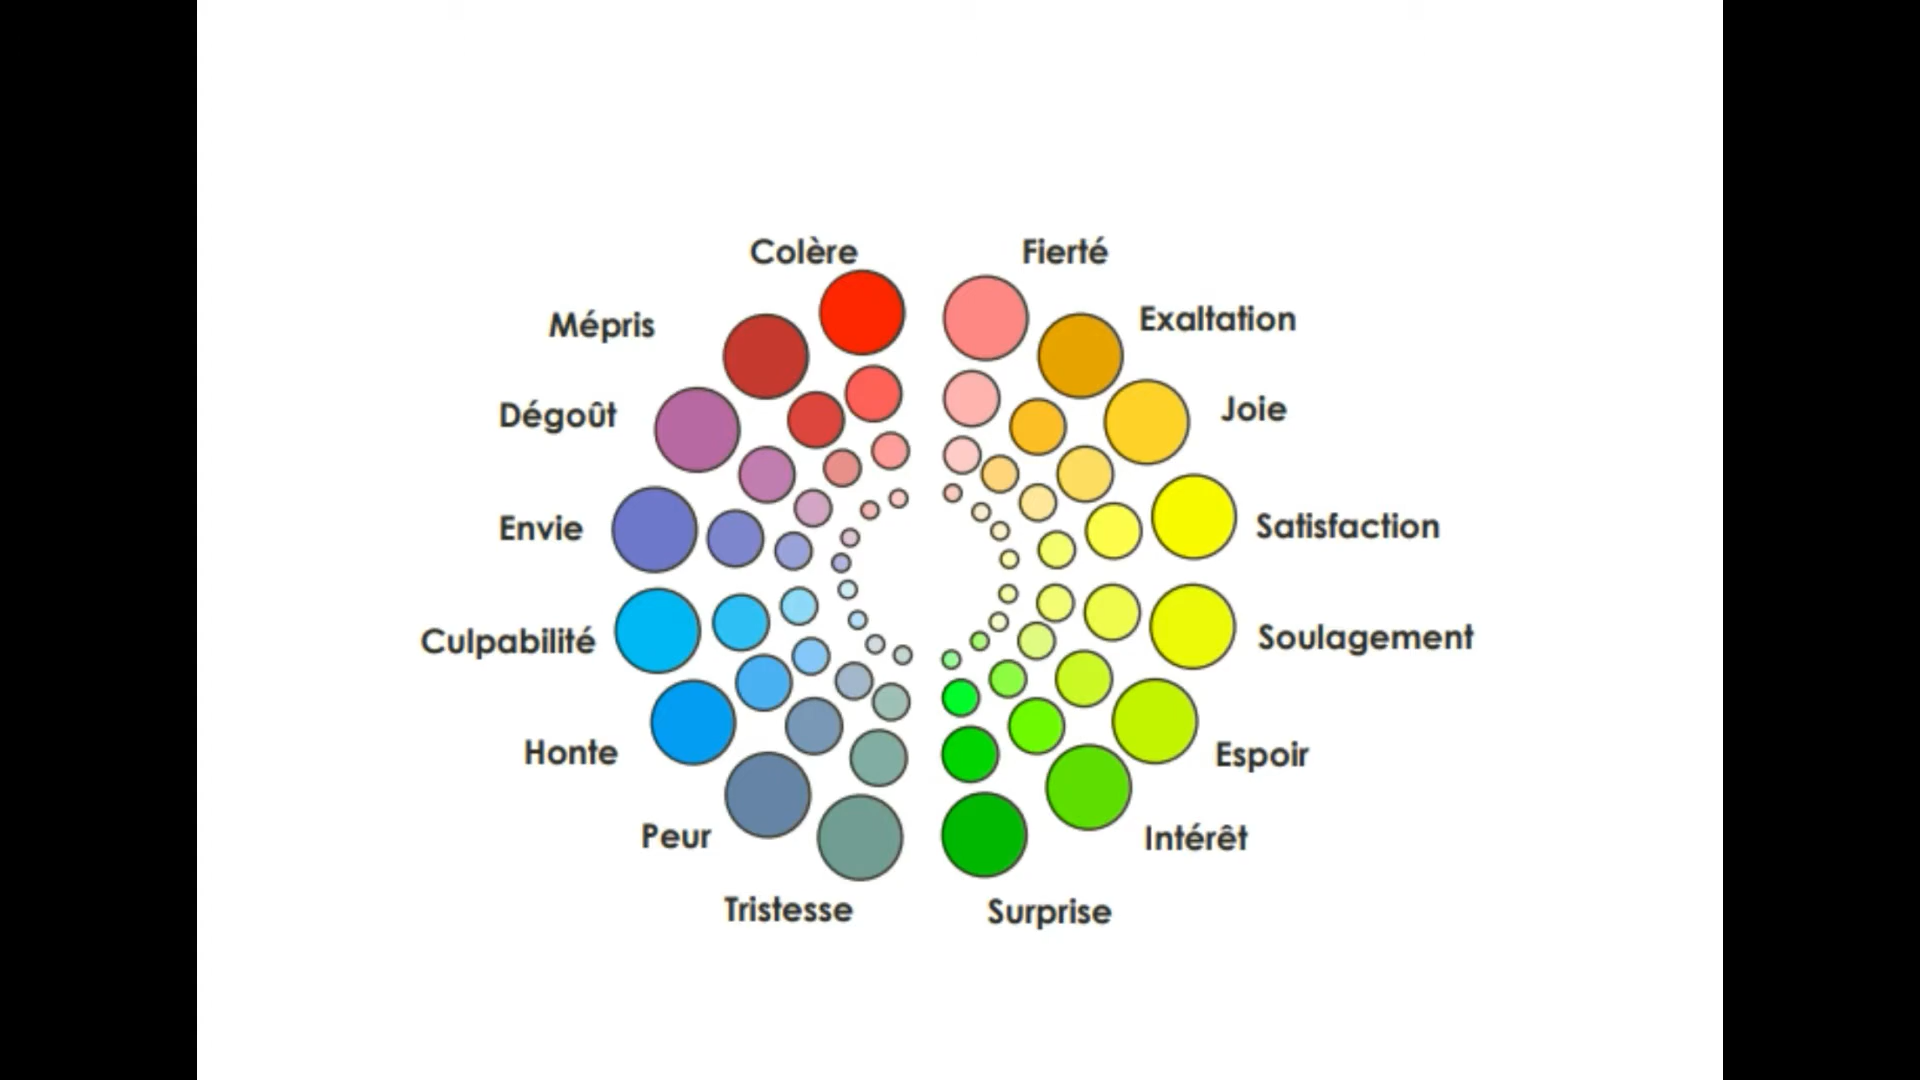 Colère
Fierté
Mépris
Exaltation
Dégoût
Joie
Envie
Satisfaction
Culpabilité
Soulagement
Honte
Espoir
Peur
Intérêt
Tristesse
Surprise